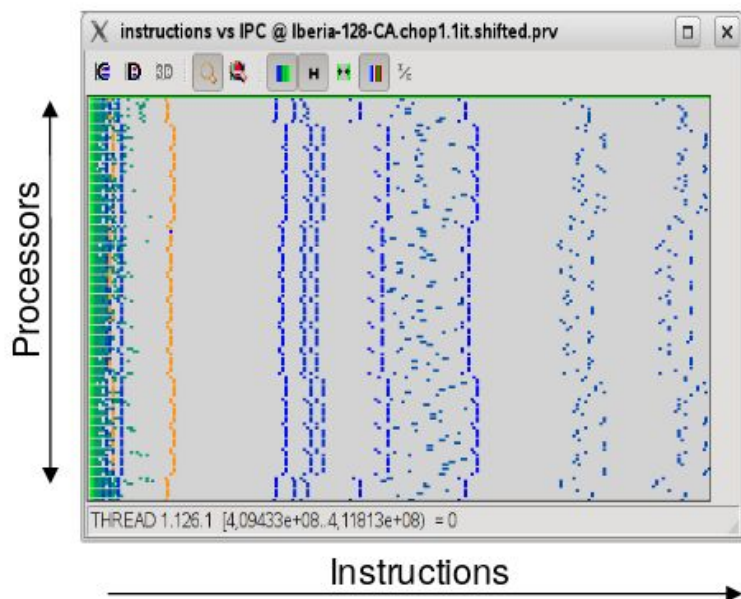 instructions vs IPC @ Iberia-128-CA.chop1.1it.shifted.prv
3D
Processors
THREAD 1.126.1 [4,09433e+08..4,11813e+08) = 0
Instructions